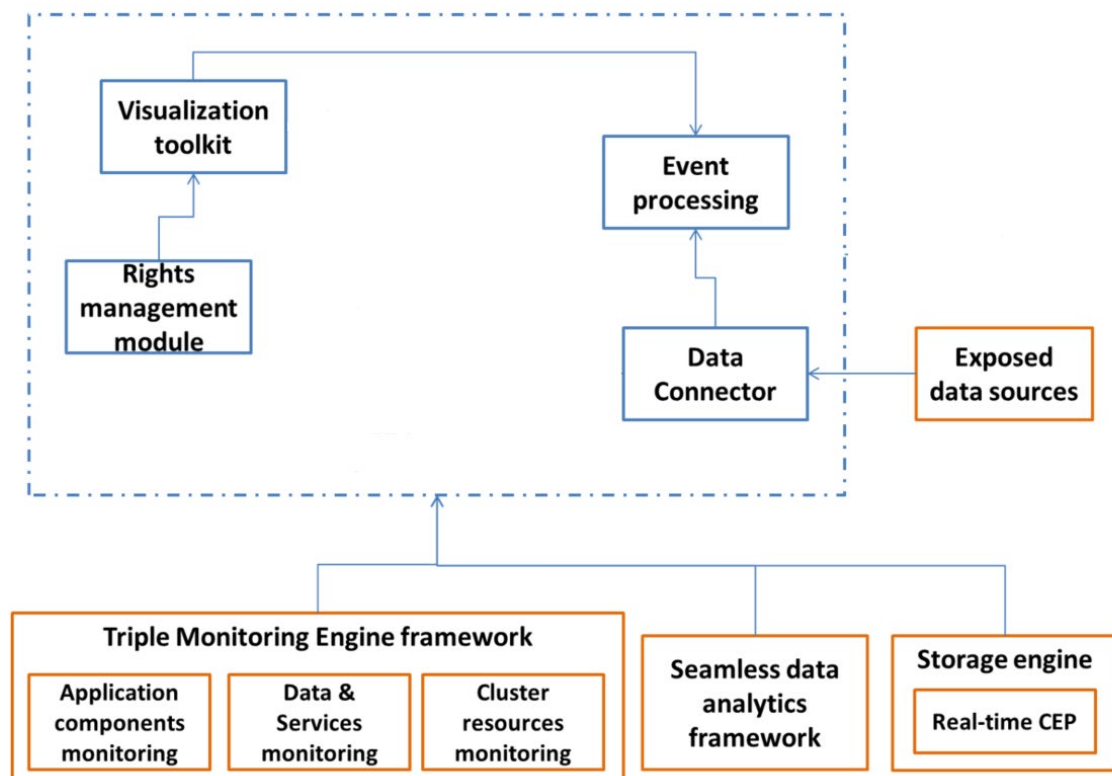 Visualization
toolkit
Event
processing
Rights
management
module
Data
Connector
Exposed
data sources
Triple Monitoring Engine framework
Application
components
monitoring
Data &
Services
monitoring
Cluster
resources
monitoring
Seamless data
analytics
framework
Storage engine
Real-time CEP